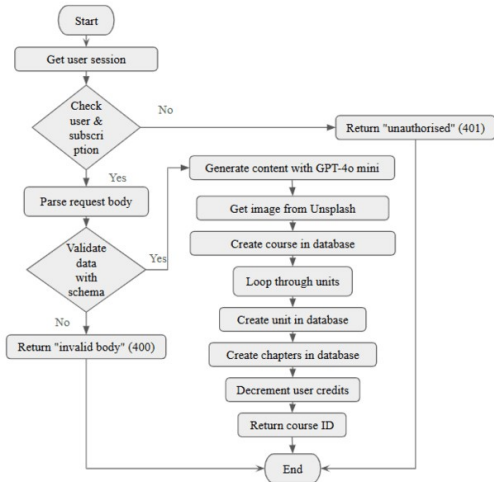 Start
Get user session
Check
user &
subscri
ption
No
Return "unauthorised" (401)
Yes
Parse request body
Validate
data
with
schema
Yes
No
Return "invalid body" (400)
Generate content with GPT-4o mini
Get image from Unsplash
Create course in database
Loop through units
Create unit in database
Create chapters in database
Decrement user credits
Return course ID
End